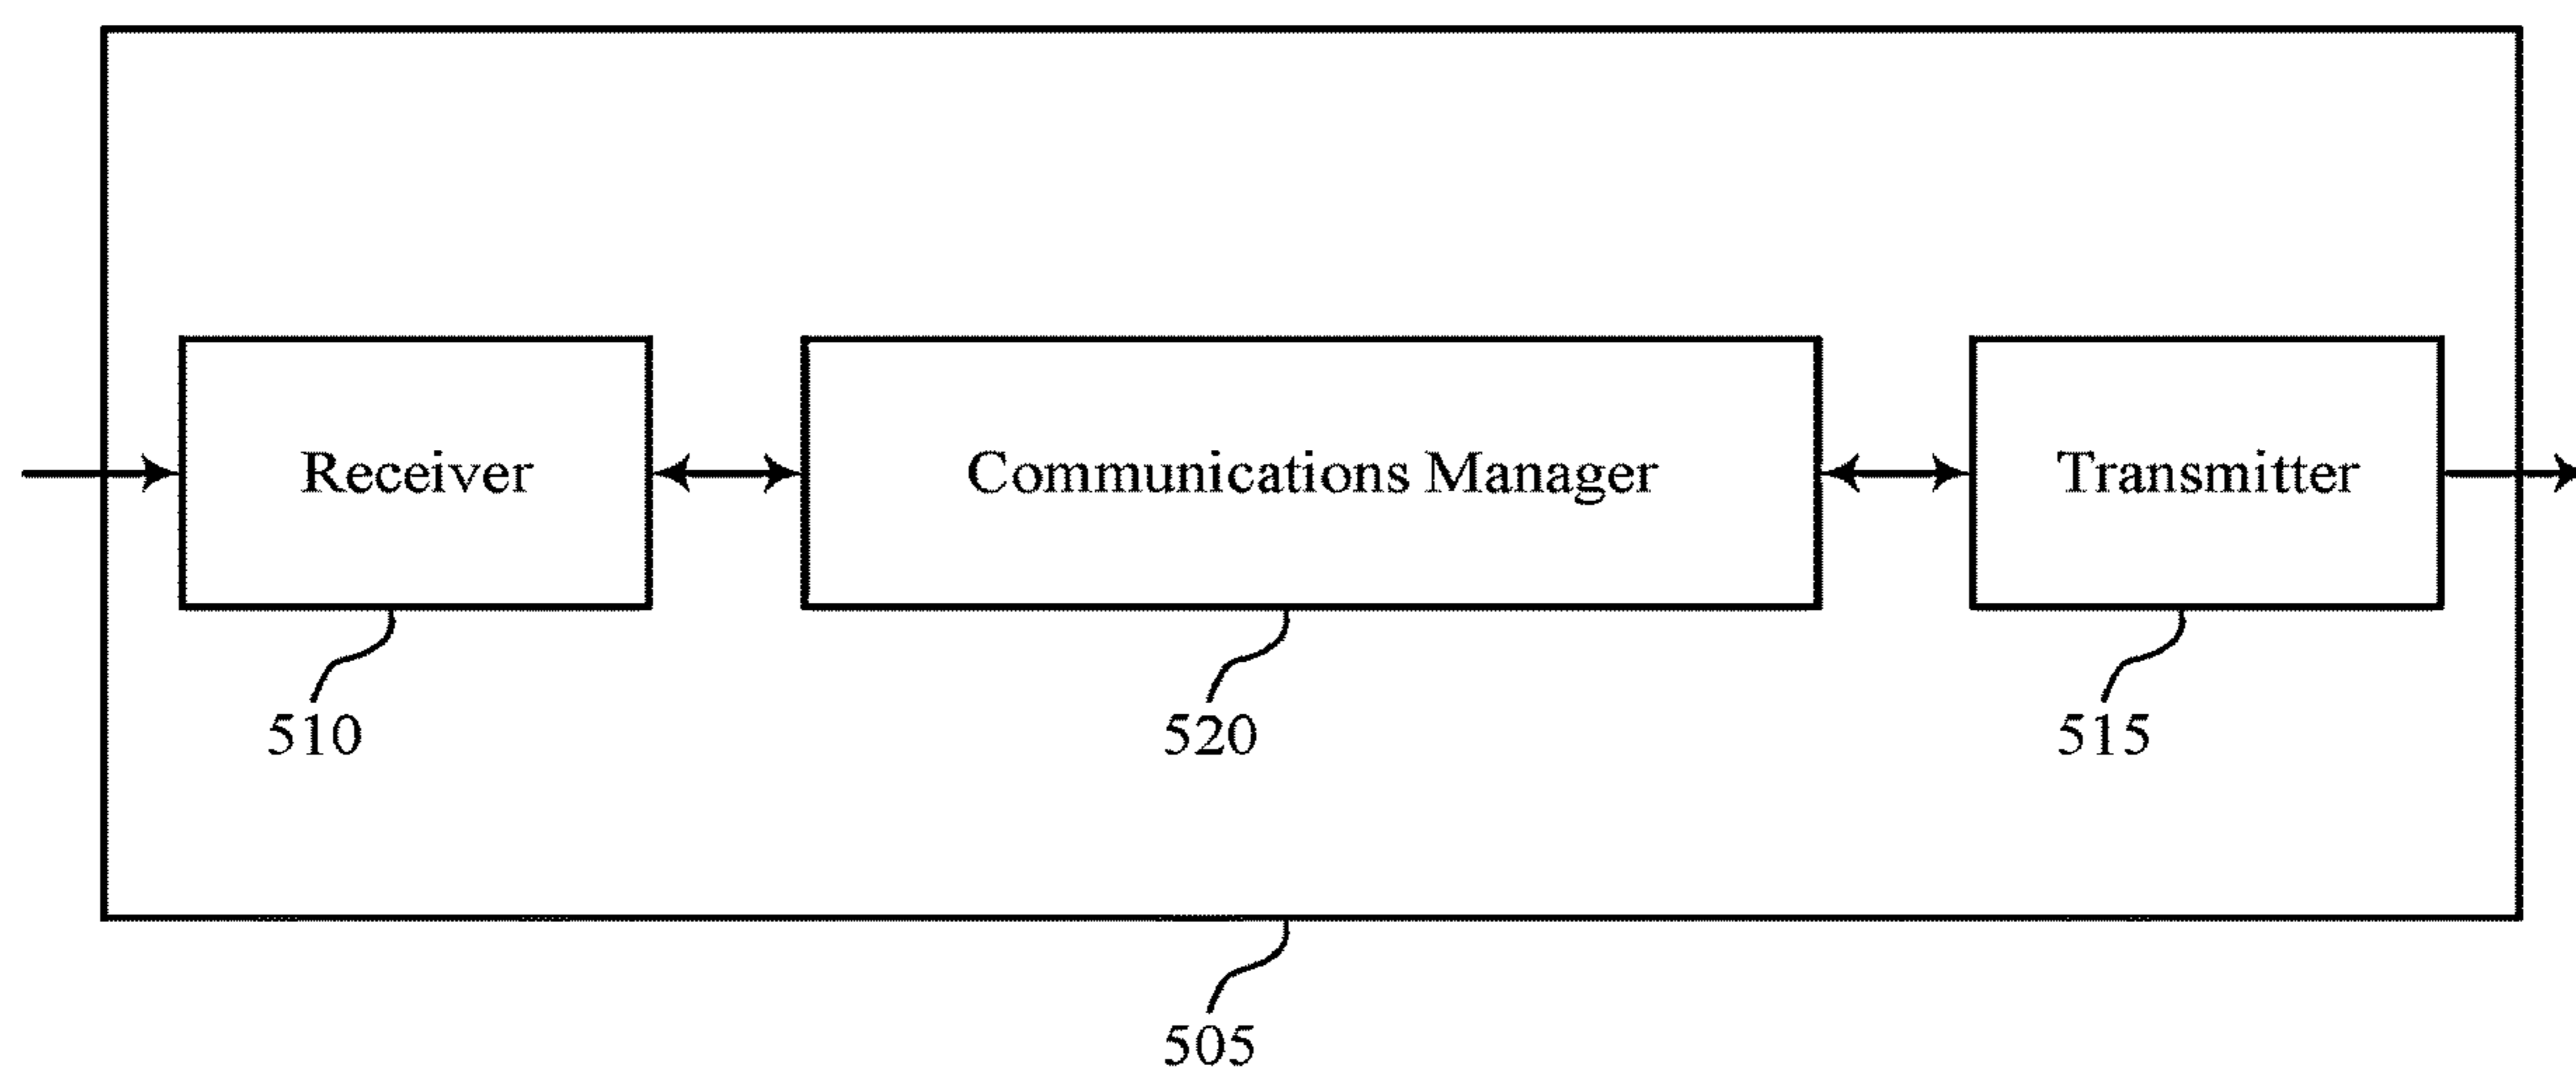 Receiver
Communications Manager
Transmitter
510
520
515
505